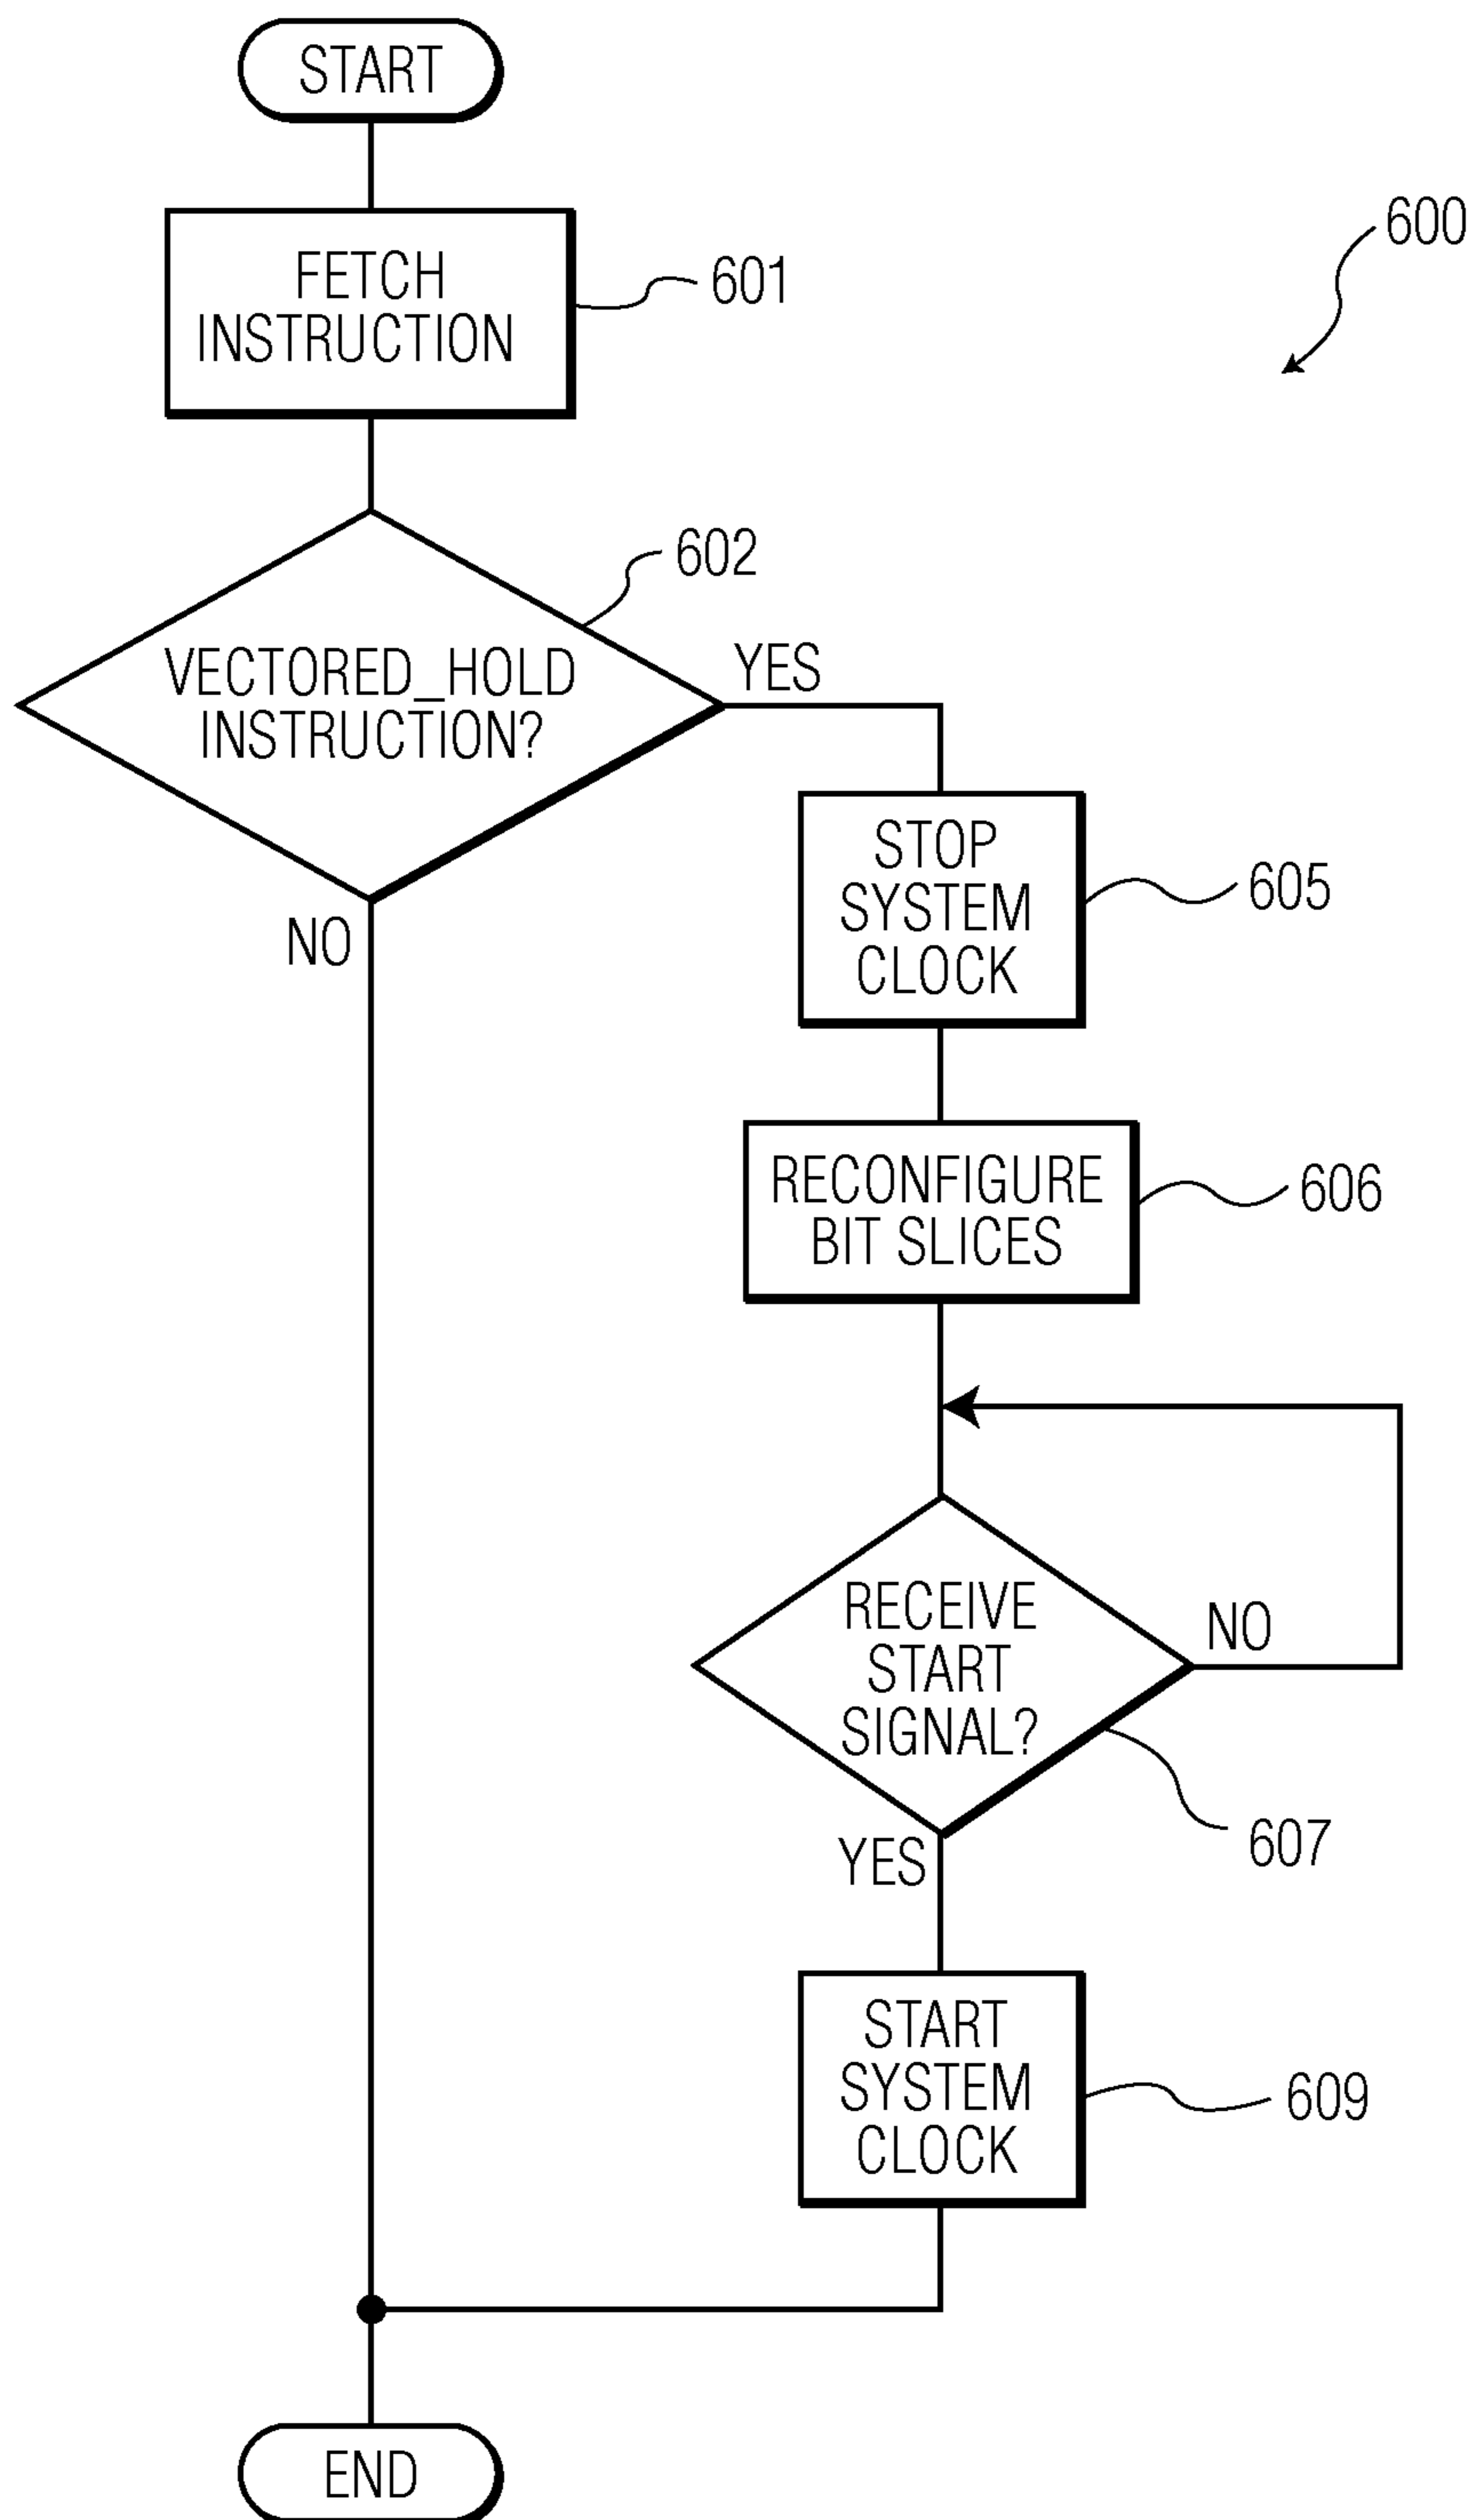 START
600
FETCH
INSTRUCTION
601
602
VECTORED_HOLD
INSTRUCTION?
YES
NO
STOP
SYSTEM
CLOCK
605
RECONFIGURE
BIT SLICES
606
RECEIVE
START
SIGNAL?
NO
607
YES
START
SYSTEM
CLOCK
609
END